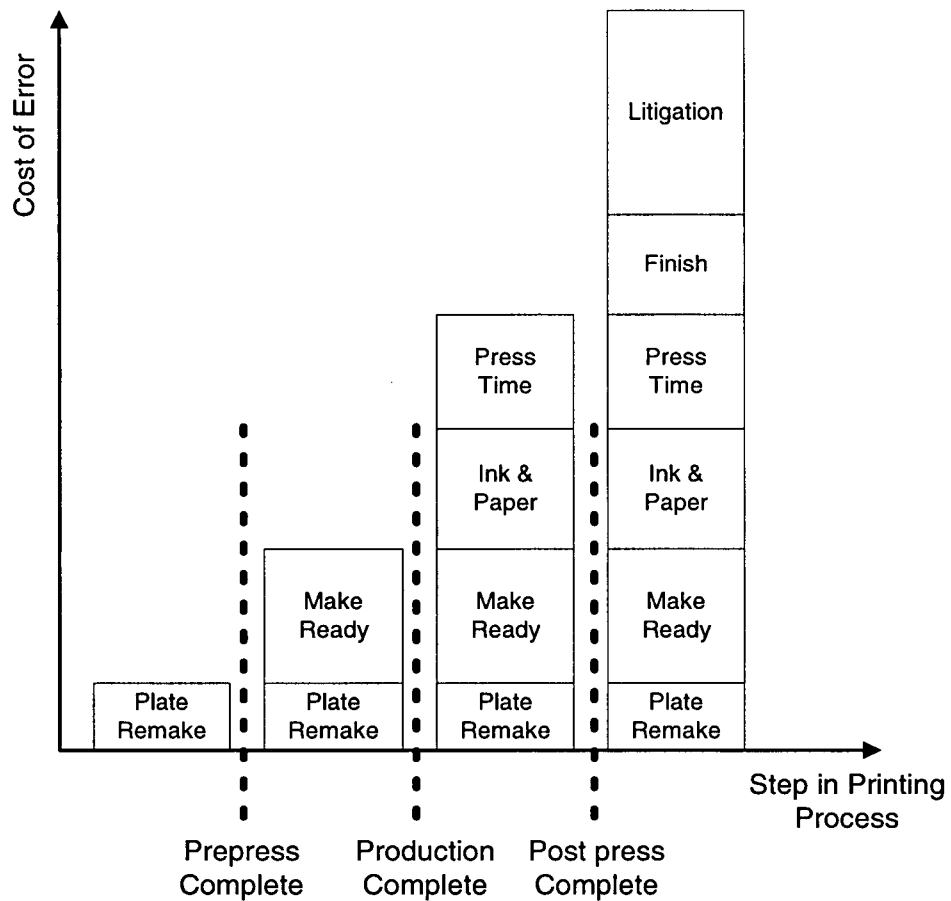 Cost of Error
Litigation
Finish
Press
Time
Press
Time
Ink &
Paper
Ink &
Paper
Make
Ready
Make
Ready
Make
Ready
Plate
Remake
Plate
Remake
Plate
Remake
Plate
Remake
Step in Printing
Process
Prepress
Complete
Production
Complete
Post press
Complete